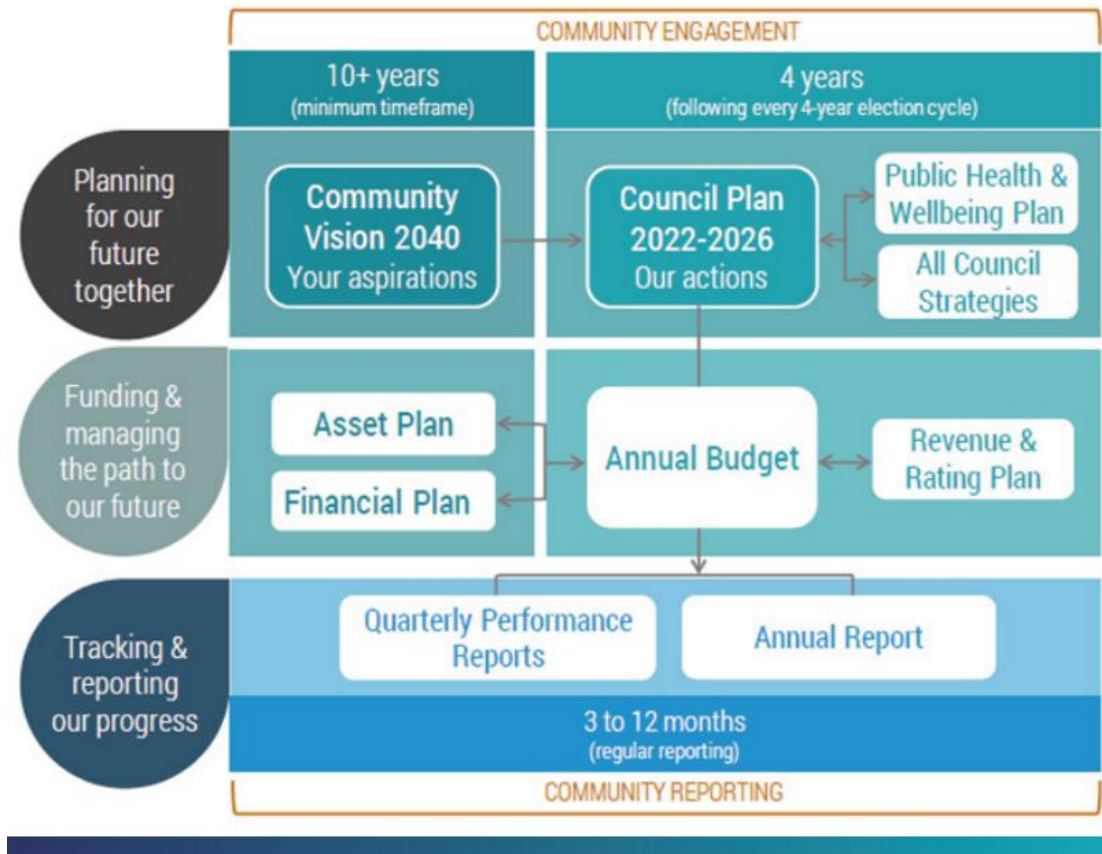 COMMUNITY ENGAGEMENT
10+ years
(minimum timeframe)
4 years
(following every 4-year election cycle)
Planning
for our
future
together
Community
Vision 2040
Your aspirations
Council Plan
2022-2026
Our actions
Public Health &
Wellbeing Plan
All Council
Strategies
Funding &
managing
the path to
our future
Asset Plan
Financial Plan
Annual Budget
Revenue &
Rating Plan
Tracking &
reporting
our progress
Quarterly Performance
Reports
Annual Report
3 to 12 months
(regular reporting)
COMMUNITY REPORTING